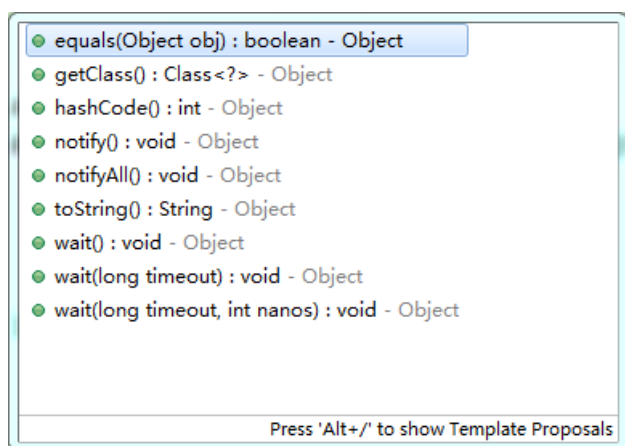 equals(Object obj) : boolean - Object
getClass() : Class<?> - Object
hashCode() : int - Object
notify() : void - Object
notifyAll() : void - Object
toString() : String - Object
wait() : void - Object
wait(long timeout) : void - Object
wait(long timeout, int nanos) : void - Object
Press 'Alt+/' to show Template Proposals